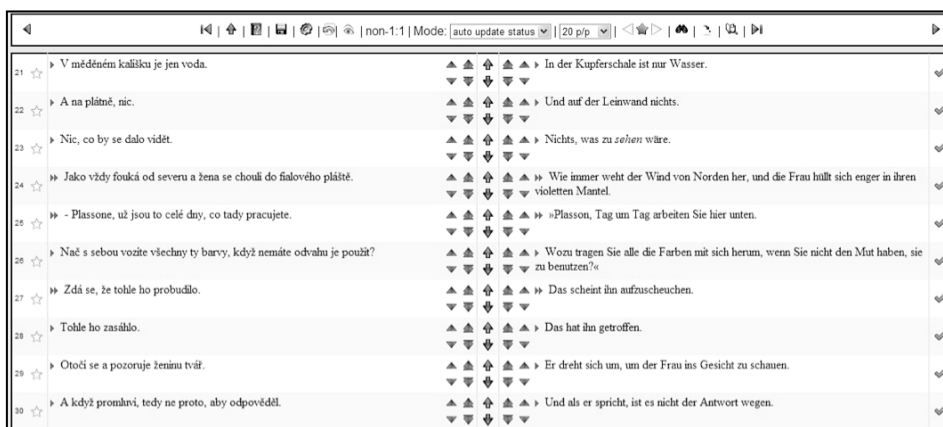 non-1:1 | Mode: auto update status | 20 p/p
21 V měděném kališku je jen voda. In der Kupferschale ist nur Wasser.
22 A na plátně, nic. Und auf der Leinwand nichts.
23 Nic, co by se dalo vidět. Nichts, was zu sehen wäre.
24 Jako vždy fouká od severu a žena se choulí do fialového pláště. Wie immer weht der Wind von Norden her, und die Frau hüllt sich enger in ihren
violetten Mantel.
25 - Plassone, už jsou to celé dny, co tady pracujete. »Plasson, Tag um Tag arbeiten Sie hier unten.
26 Nač s sebou vozíte všechny ty barvy, když nemáte odvahu je použít? Wozu tragen Sie alle die Farben mit sich herum, wenn Sie nicht den Mut haben, sie
zu benutzen?«
27 Zdá se, že tohle ho probudilo. Das scheint ihn aufzuscheuchen.
28 Tohle ho zasáhlo. Das hat ihn getroffen.
29 Otočí se a pozoruje ženinu tvář. Er dreht sich um, um der Frau ins Gesicht zu schauen.
30 A když promluví, tedy ne proto, aby odpověděl. Und als er spricht, ist es nicht der Antwort wegen.